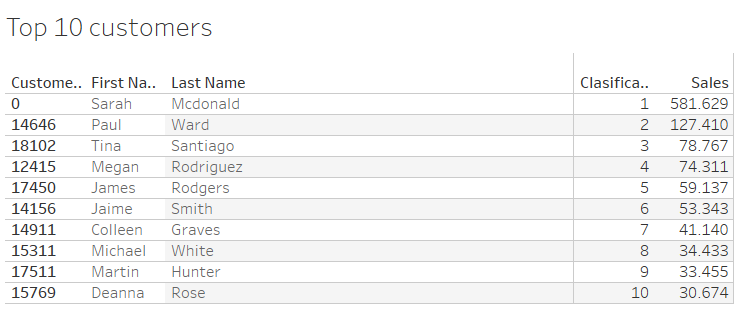 Top 10 customers
Custome.. First Na.. Last Name Clasifica.. Sales
0 Sarah Mcdonald 1 581.629
14646 Paul Ward 2 127.410
18102 Tina Santiago 3 78.767
12415 Megan Rodriguez 4 74.311
17450 James Rodgers 5 59.137
14156 Jaime Smith 6 53.343
14911 Colleen Graves 7 41.140
15311 Michael White 8 34.433
17511 Martin Hunter 9 33.455
15769 Deanna Rose 10 30.674